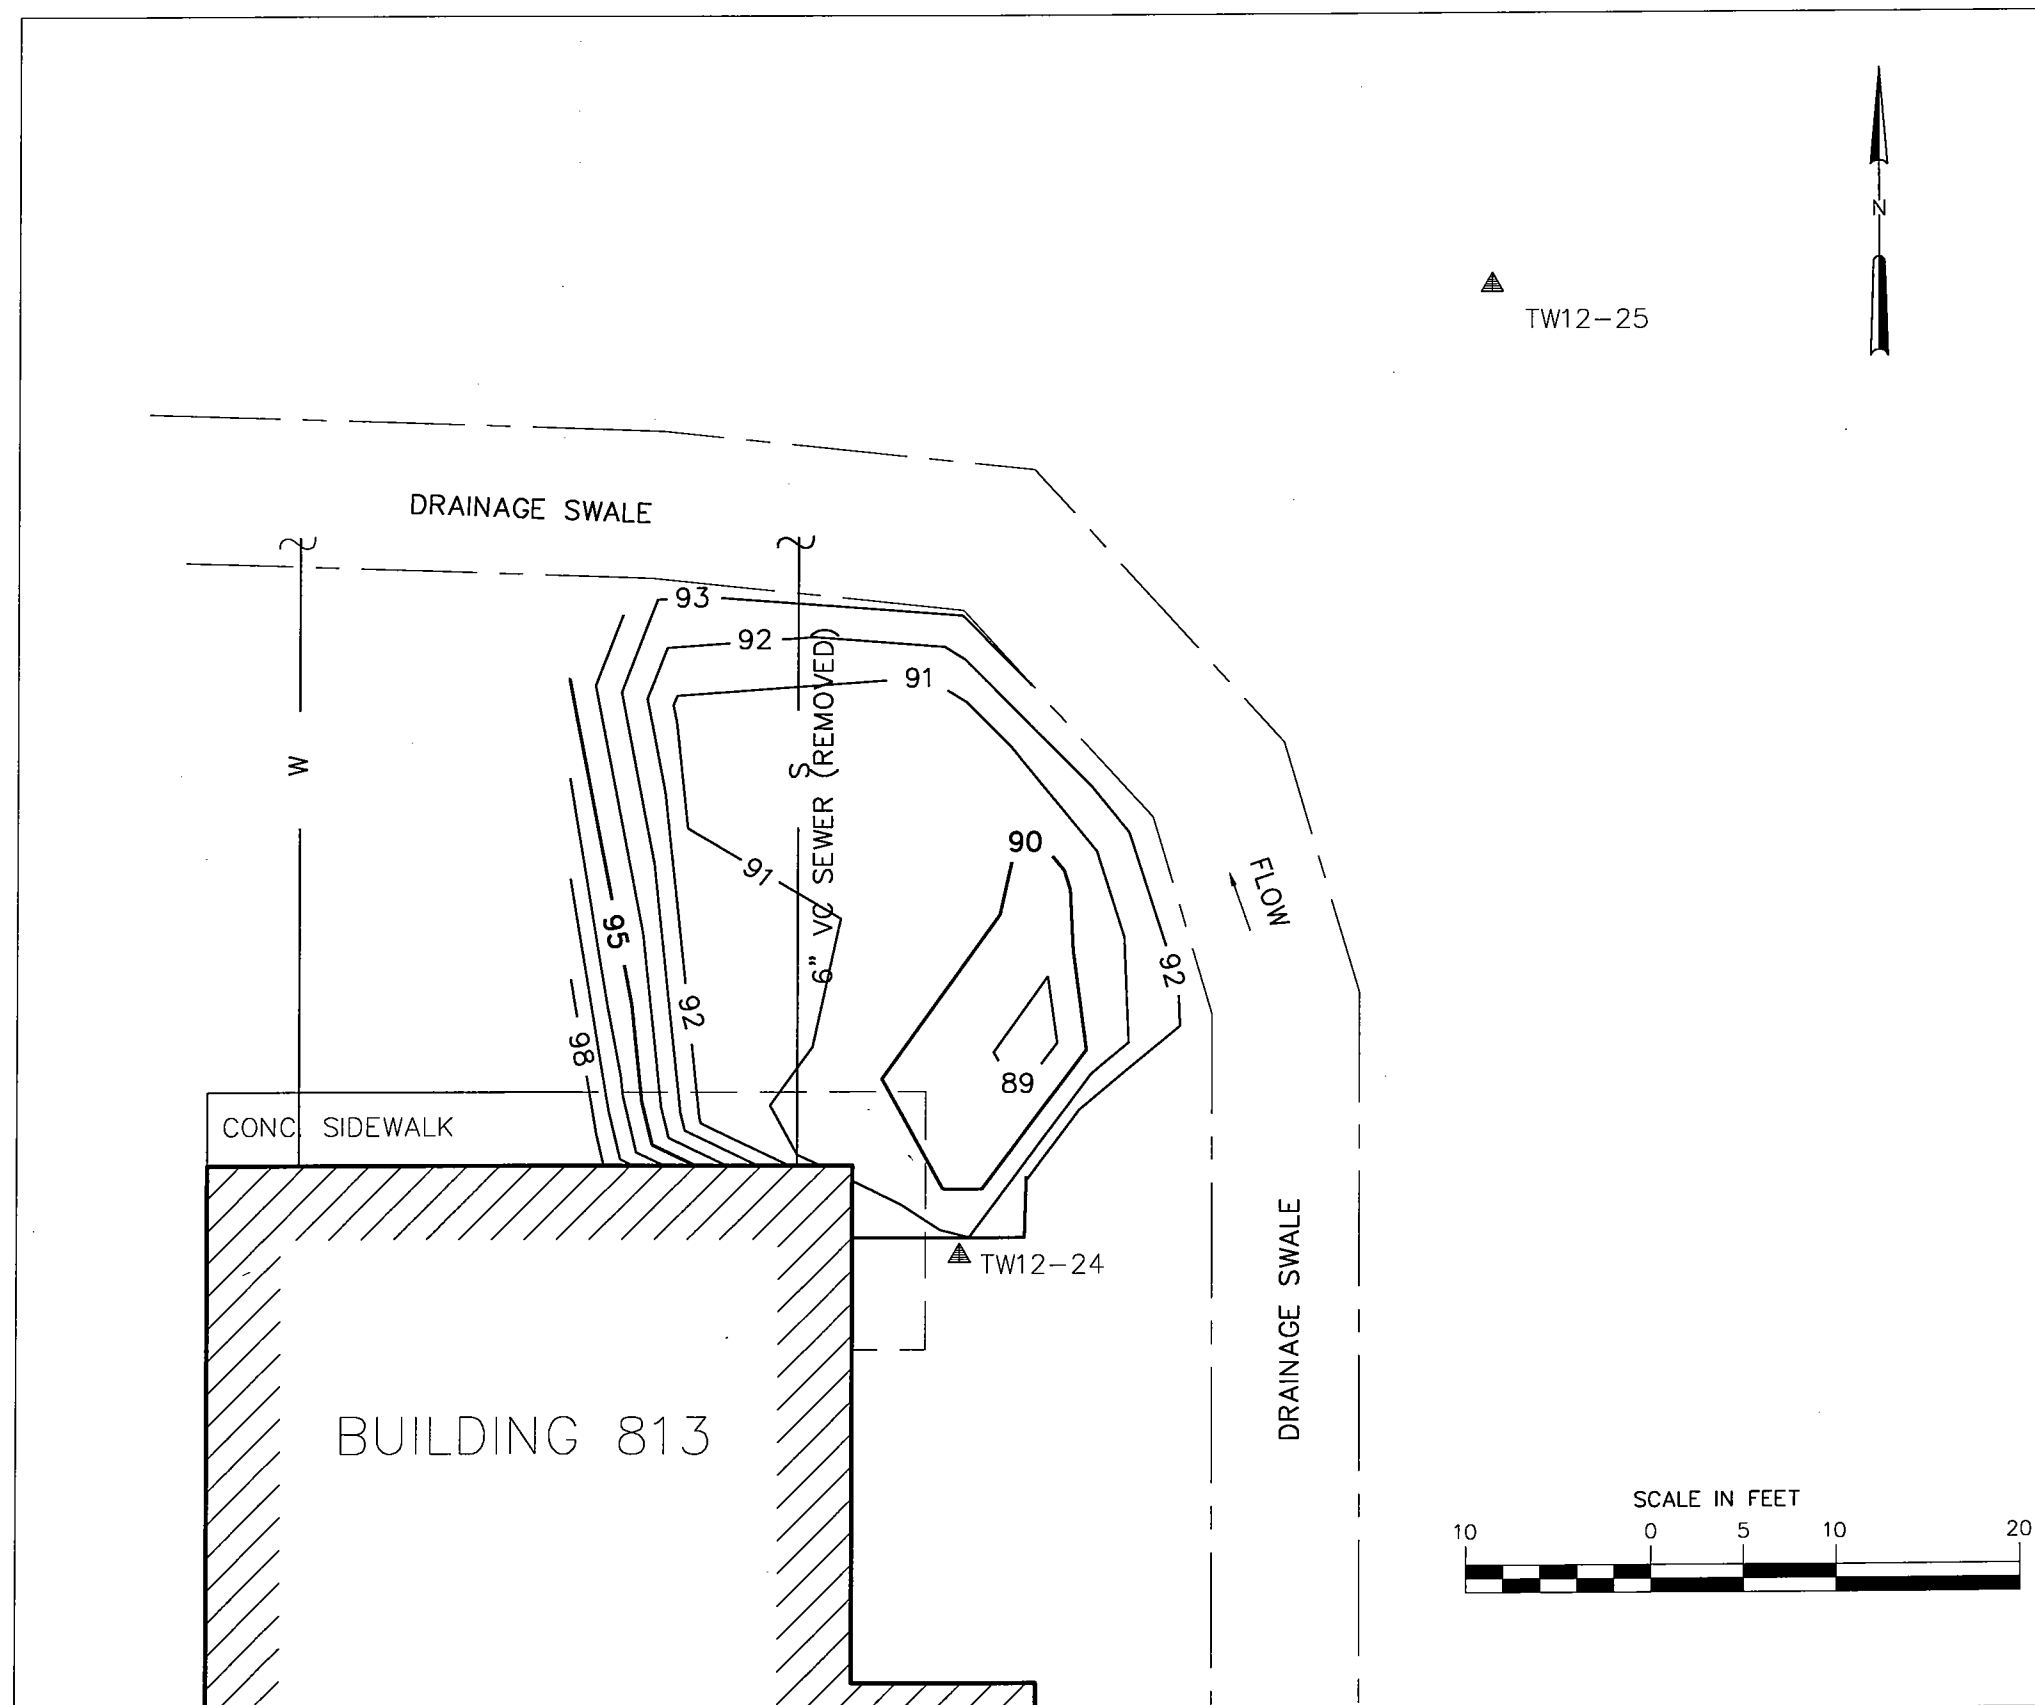 N
TW12-25
DRAINAGE SWALE
93
92
91
6" VC SEWER (REMOVED)
S
W
90
91
FLOW
95
92
92
98
89
CONC. SIDEWALK
TW12-24
DRAINAGE SWALE
BUILDING 813
SCALE IN FEET
10 0 5 10 20